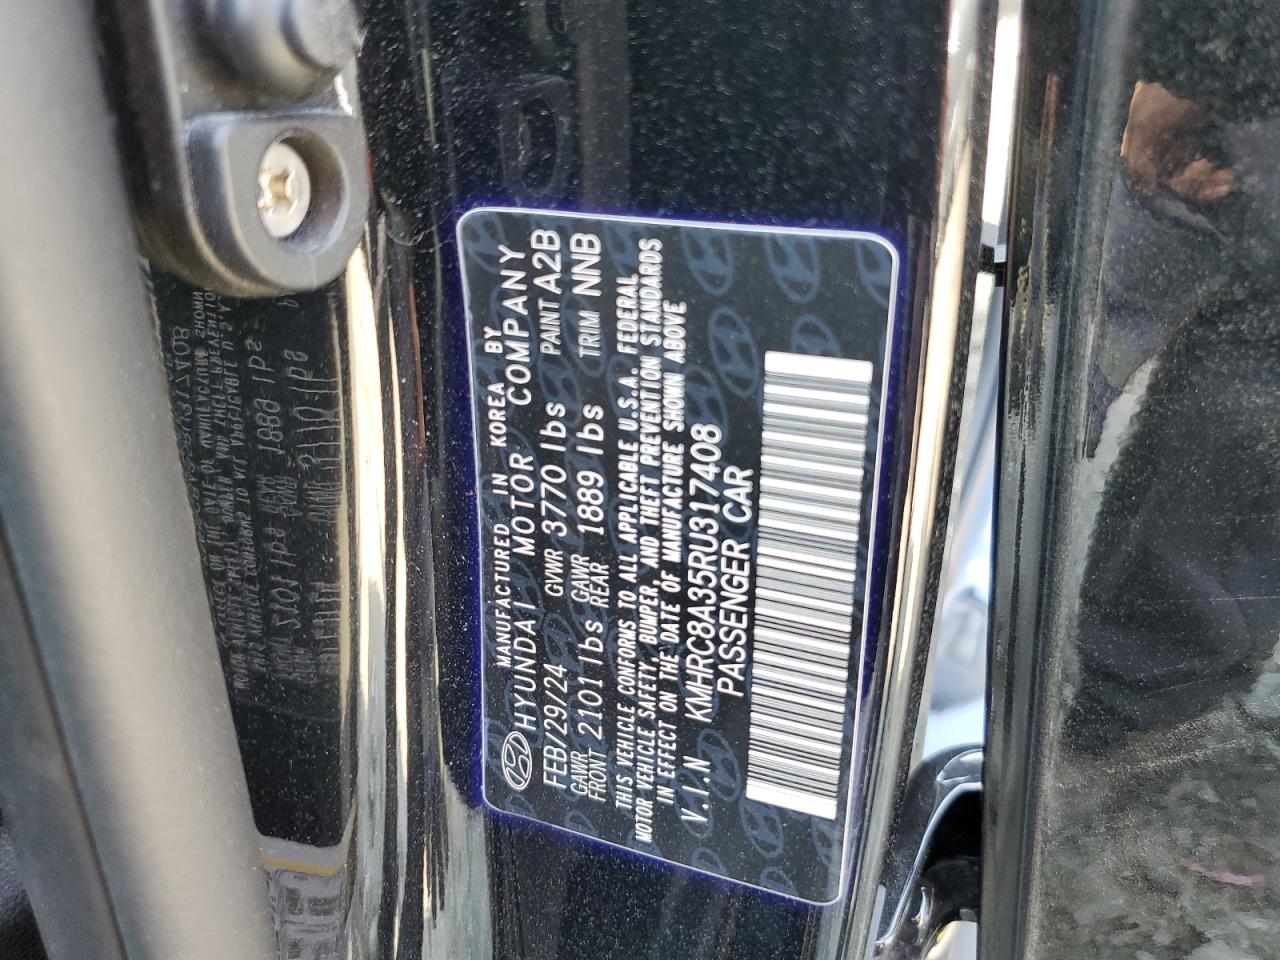 MANUFACTURED IN KOREA BY
HYUNDAI MOTOR COMPANY
FEB/29/24 GVWR 3770 lbs PAINT A2B
GAWR FRONT 2101 lbs GAWR REAR 1889 lbs TRIM NNB
THIS VEHICLE CONFORMS TO ALL APPLICABLE U.S.A. FEDERAL
MOTOR VEHICLE SAFETY, BUMPER, AND THEFT PREVENTION STANDARDS
IN EFFECT ON THE DATE OF MANUFACTURE SHOWN ABOVE
V.I.N KMHRC8A35RU317408
PASSENGER CAR